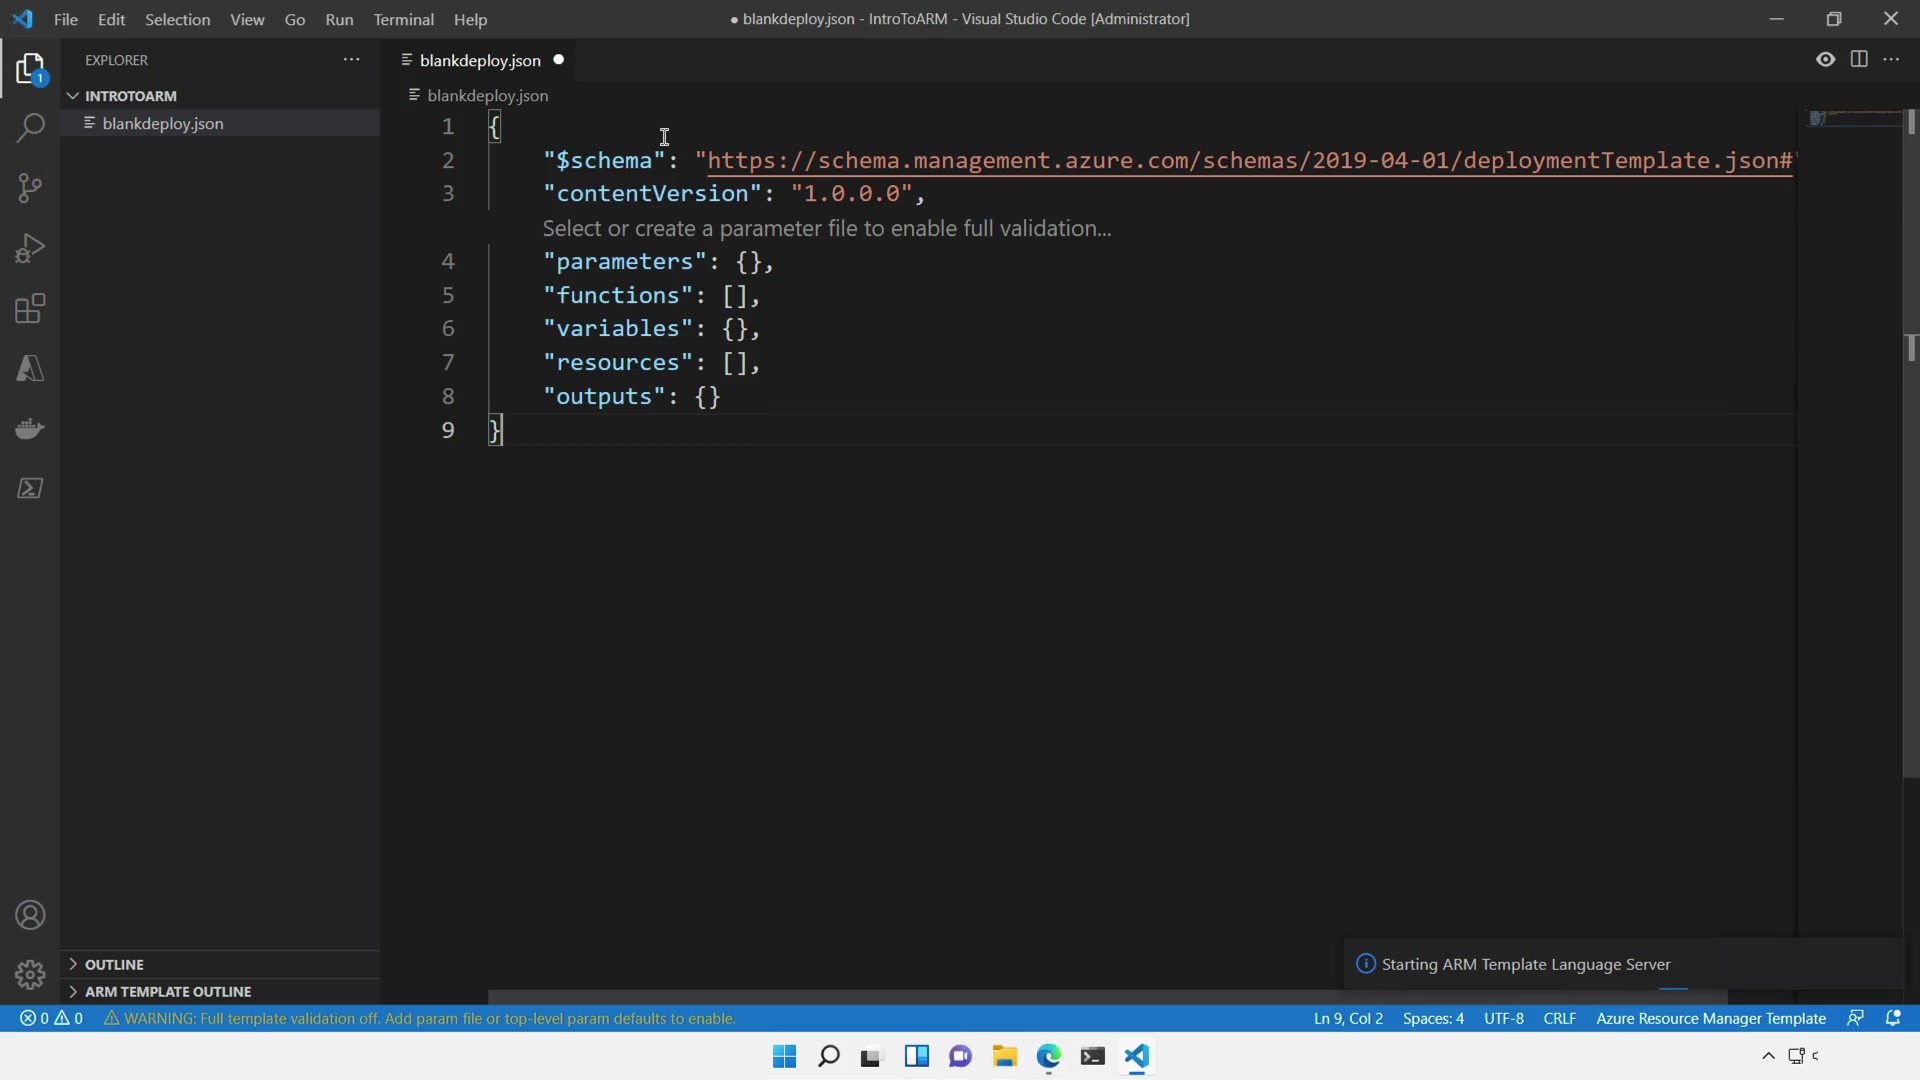 File Edit Selection View Go Run Terminal Help
● blankdeploy.json - IntroToARM - Visual Studio Code [Administrator]
EXPLORER
INTROTOARM
blankdeploy.json
OUTLINE
ARM TEMPLATE OUTLINE
blankdeploy.json
blankdeploy.json
1 {
2 "$schema": "https://schema.management.azure.com/schemas/2019-04-01/deploymentTemplate.json#"
3 "contentVersion": "1.0.0.0",
Select or create a parameter file to enable full validation...
4 "parameters": {},
5 "functions": [],
6 "variables": {},
7 "resources": [],
8 "outputs": {}
9 }
Starting ARM Template Language Server
1
0 0 WARNING: Full template validation off. Add param file or top-level param defaults to enable.
Ln 9, Col 2 Spaces: 4 UTF-8 CRLF Azure Resource Manager Template